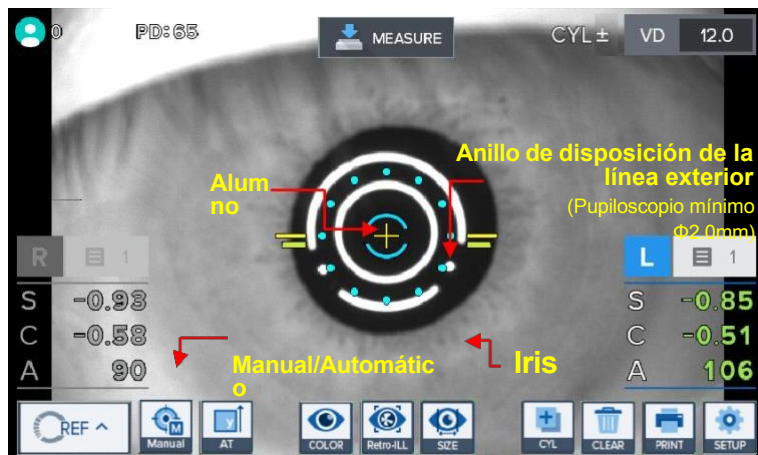 0
PD: 65
MEASURE
CYL ±
VD
12.0
Anillo de disposición de la
línea exterior
(Pupiloscopio mínimo
Φ2.0mm)
Alum
no
R
1
L
1
S -0.93
C -0.58
A 90
S -0.85
C -0.51
A 106
Manual/Automátic
o
Iris
REF ^
Manual
AT
COLOR
Retro-ILL
SIZE
CYL
CLEAR
PRINT
SETUP